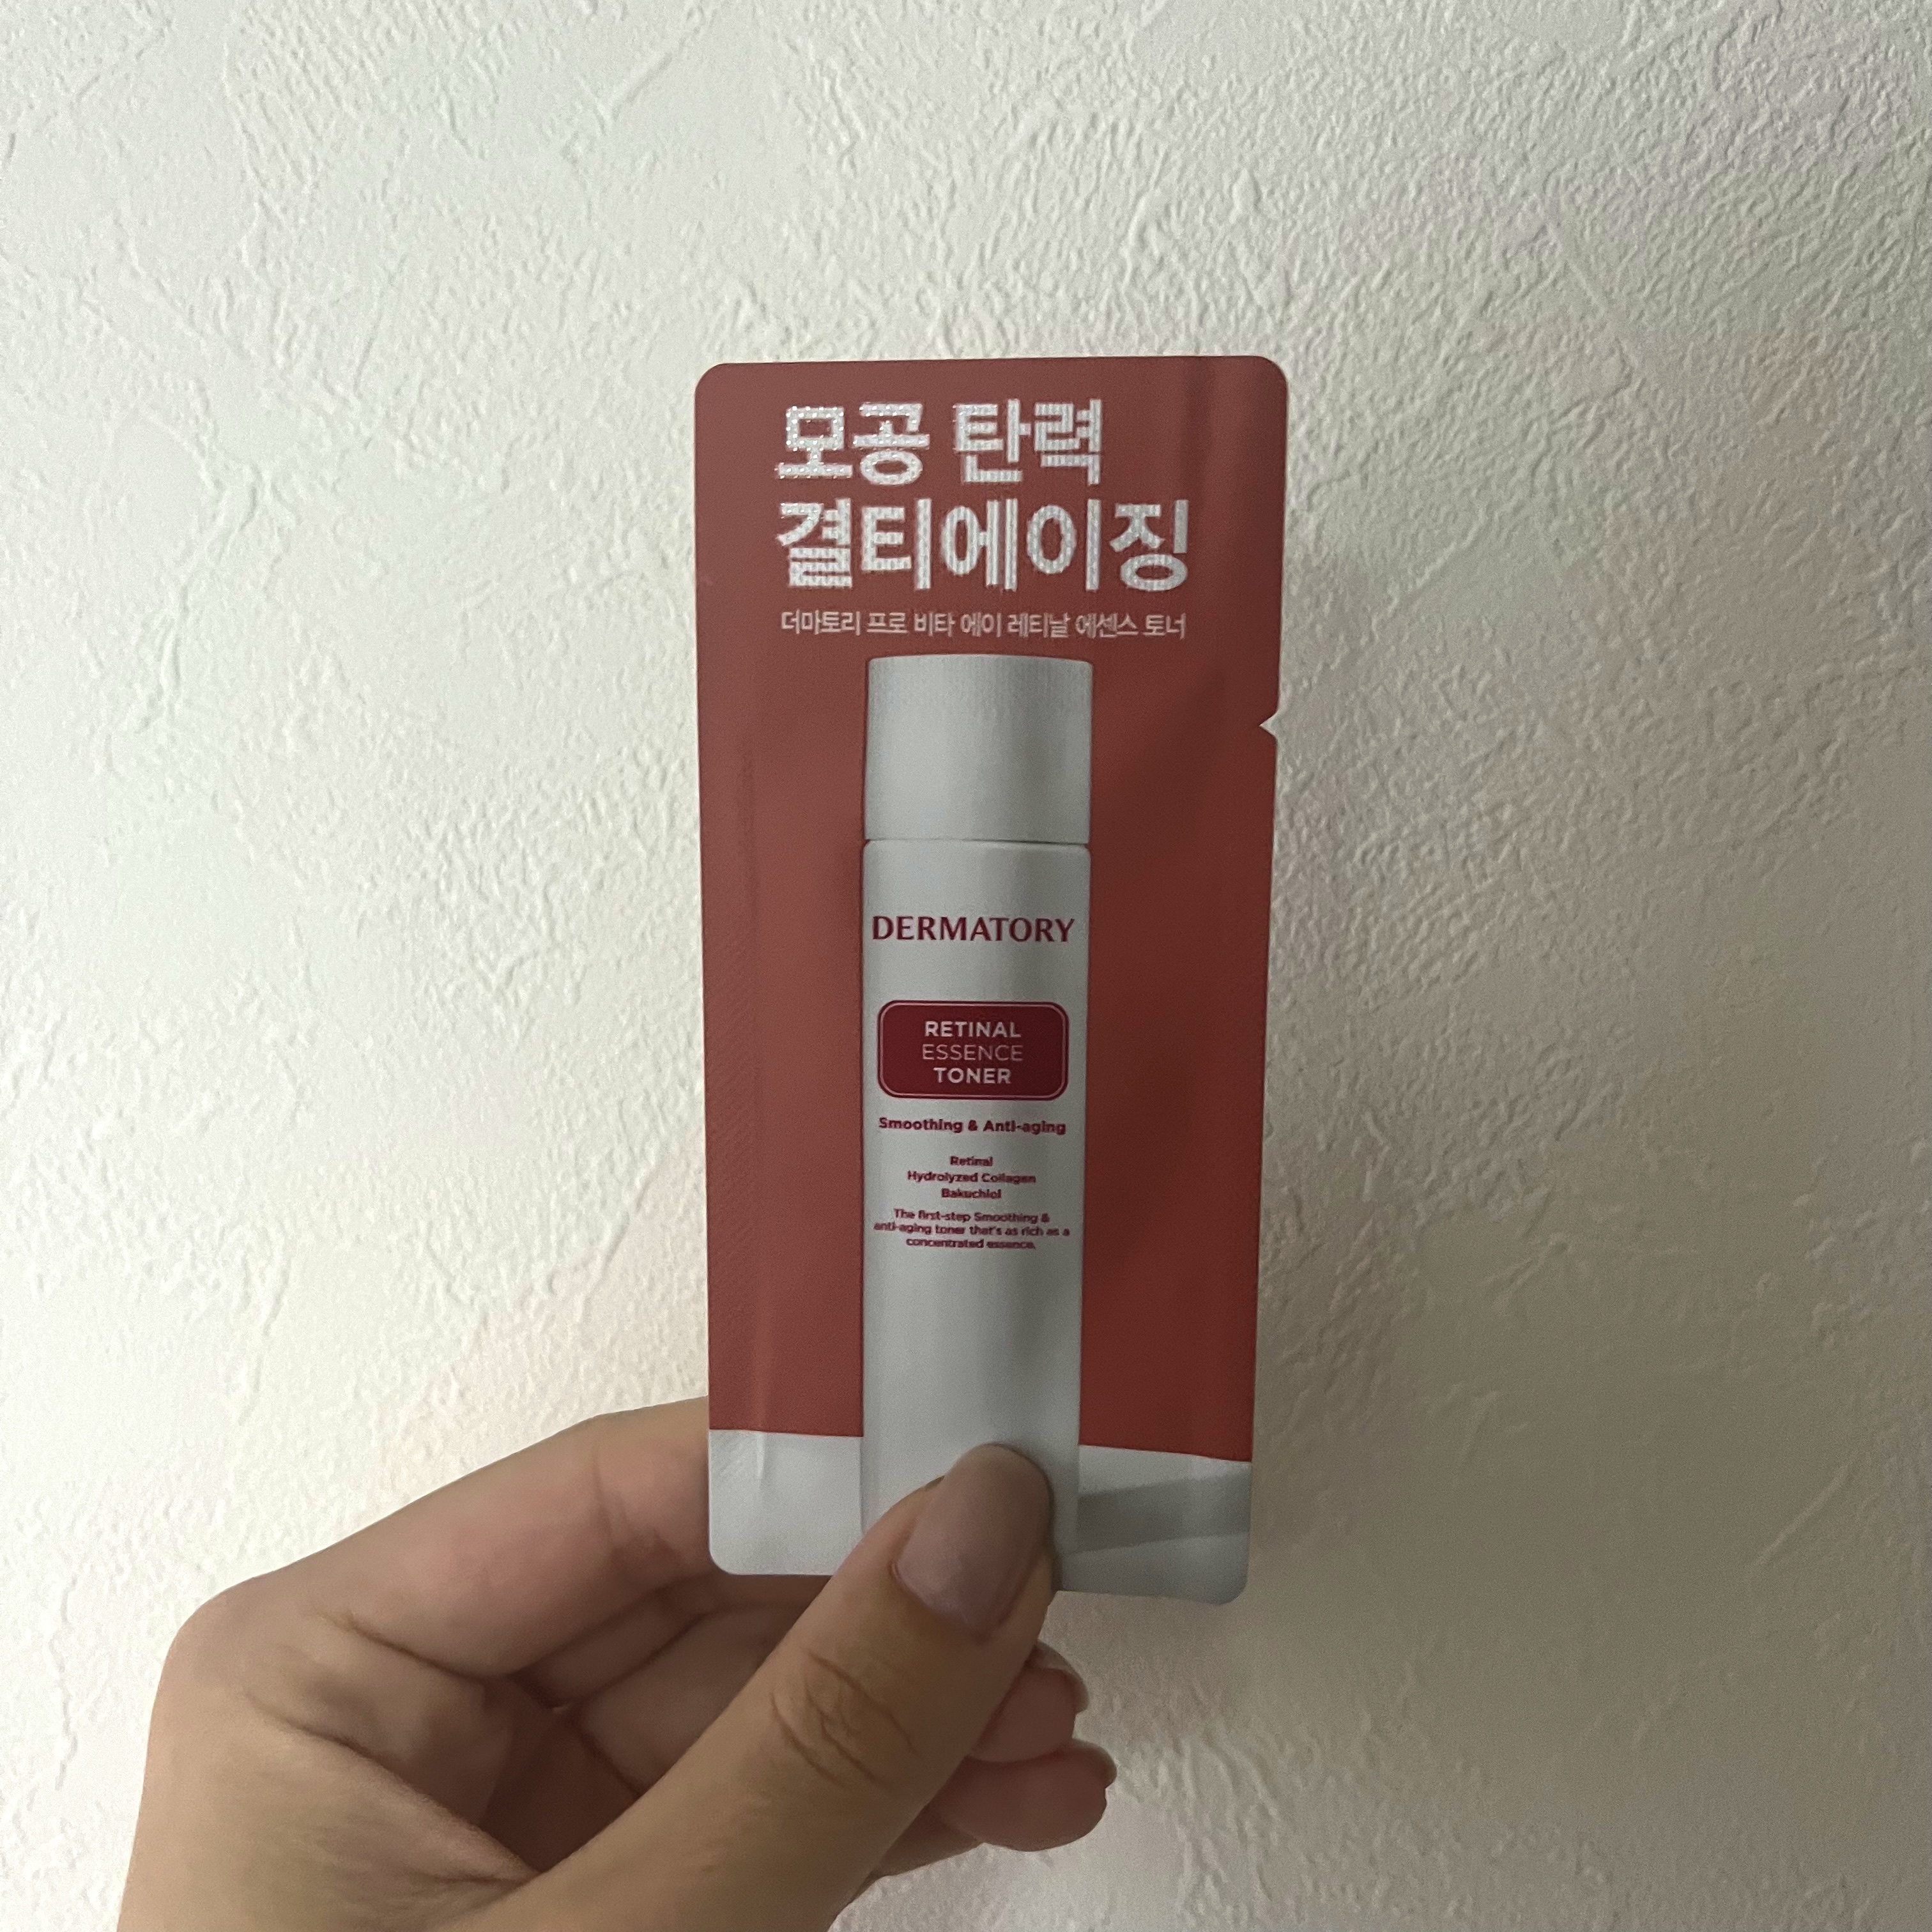 모공 탄력
결티에이징
더마토리 프로 비타 에이 레티날 에센스 토너
DERMATORY
RETINAL
ESSENCE
TONER
Smoothing & Anti-aging
Retinal
Hydrolyzed Collagen
Bakuchiol
The first-step Smoothing &
anti-aging toner that's as rich as a
concentrated essence.